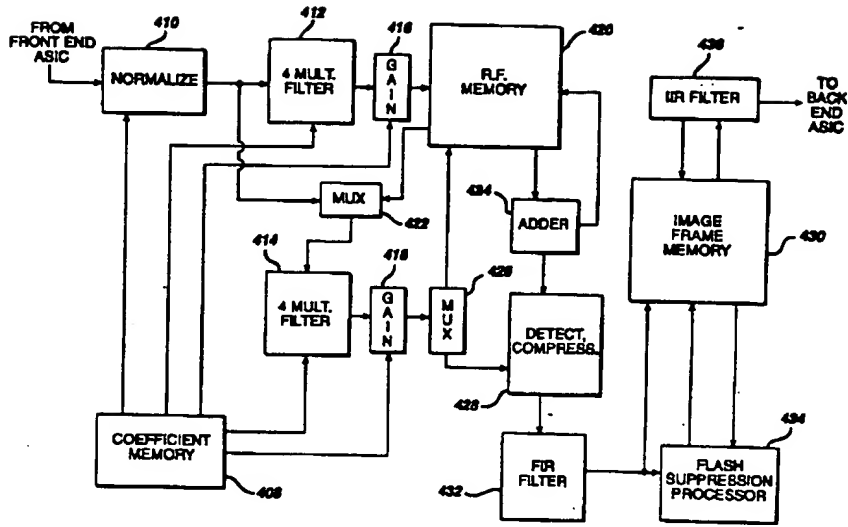 FROM
FRONT END
ASIC
410
NORMALIZE
412
4 MULT.
FILTER
416
GAIN
420
R.F.
MEMORY
436
IIR FILTER
TO
BACK
END
ASIC
MUX
422
424
ADDER
IMAGE
FRAME
MEMORY
430
414
4 MULT.
FILTER
418
GAIN
426
MUX
DETECT,
COMPRESS.
428
COEFFICIENT
MEMORY
408
432
FIR
FILTER
434
FLASH
SUPPRESSION
PROCESSOR